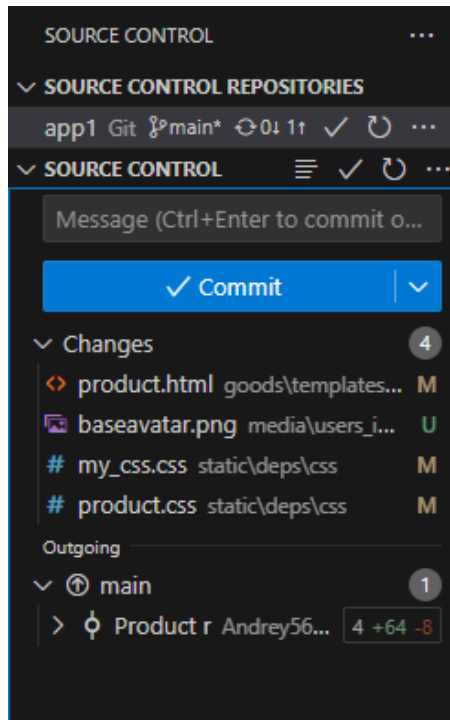 SOURCE CONTROL ...
SOURCE CONTROL REPOSITORIES
app1 Git main* 0↓ 1↑ ...
SOURCE CONTROL ...
Message (Ctrl+Enter to commit o...
Commit
Changes 4
product.html goods\templates... M
baseavatar.png media\users_i... U
# my_css.css static\deps\css M
# product.css static\deps\css M
Outgoing
main 1
Product r Andrey56... 4 +64 -8